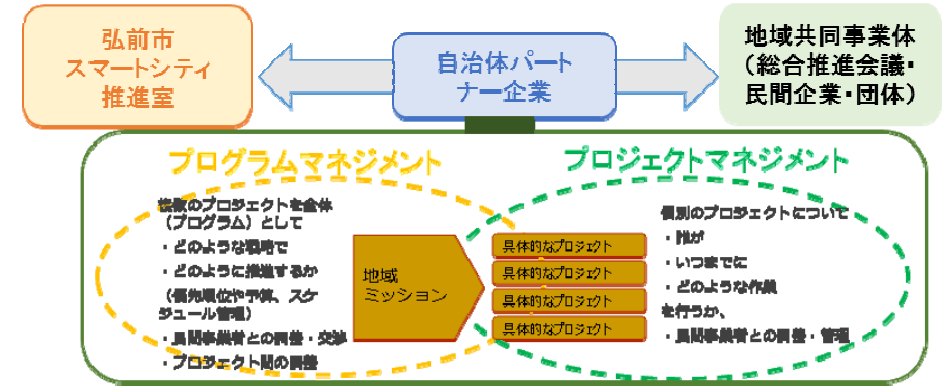 弘前市
スマートシティ
推進室
自治体パート
ナー企業
地域共同事業体
（総合推進会議・
民間企業・団体）
プログラムマネジメント
複数のプロジェクトを全体
（プログラム）として
・どのような戦略で
・どのように推進するか
（優先順位や予算、スケ
ジュール管理）
・民間事業者との調整・交渉
・プロジェクト間の調整
地域
ミッション
具体的なプロジェクト
具体的なプロジェクト
具体的なプロジェクト
具体的なプロジェクト
プロジェクトマネジメント
個別のプロジェクトについて
・誰が
・いつまでに
・どのような作業
を行うか、
・民間事業者との調整・管理